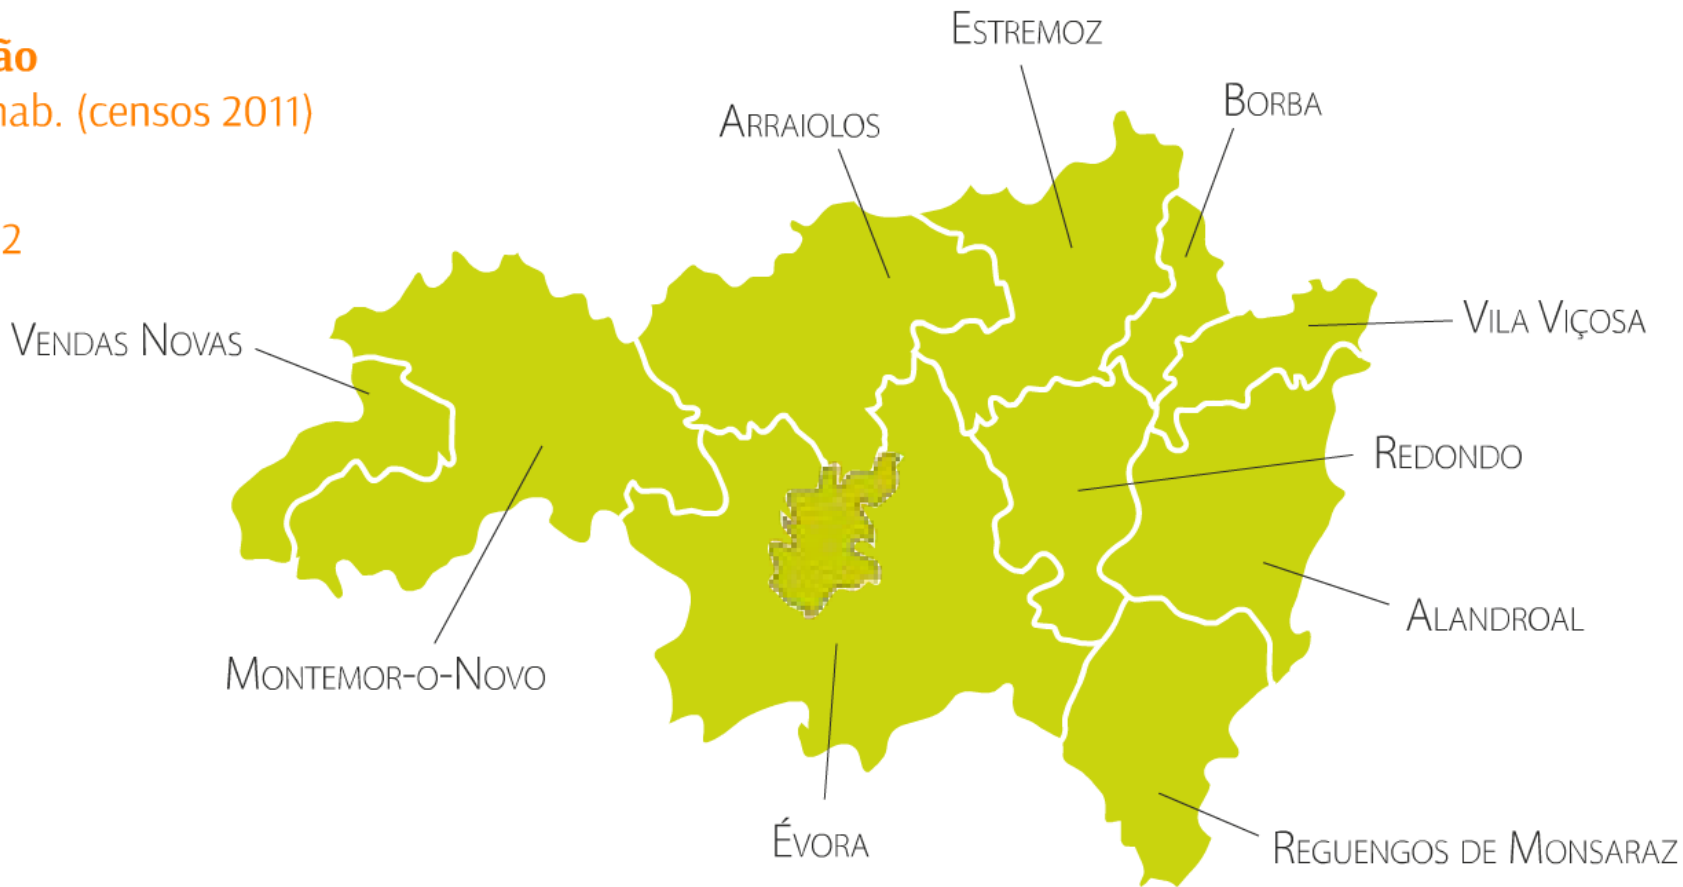 ão
hab. (censos 2011)
2
ESTREMOZ
BORBA
ARRAIOLOS
VILA VIÇOSA
VENDAS NOVAS
REDONDO
ALANDROAL
MONTEMOR-O-NOVO
ÉVORA
REGUENGOS DE MONSARAZ